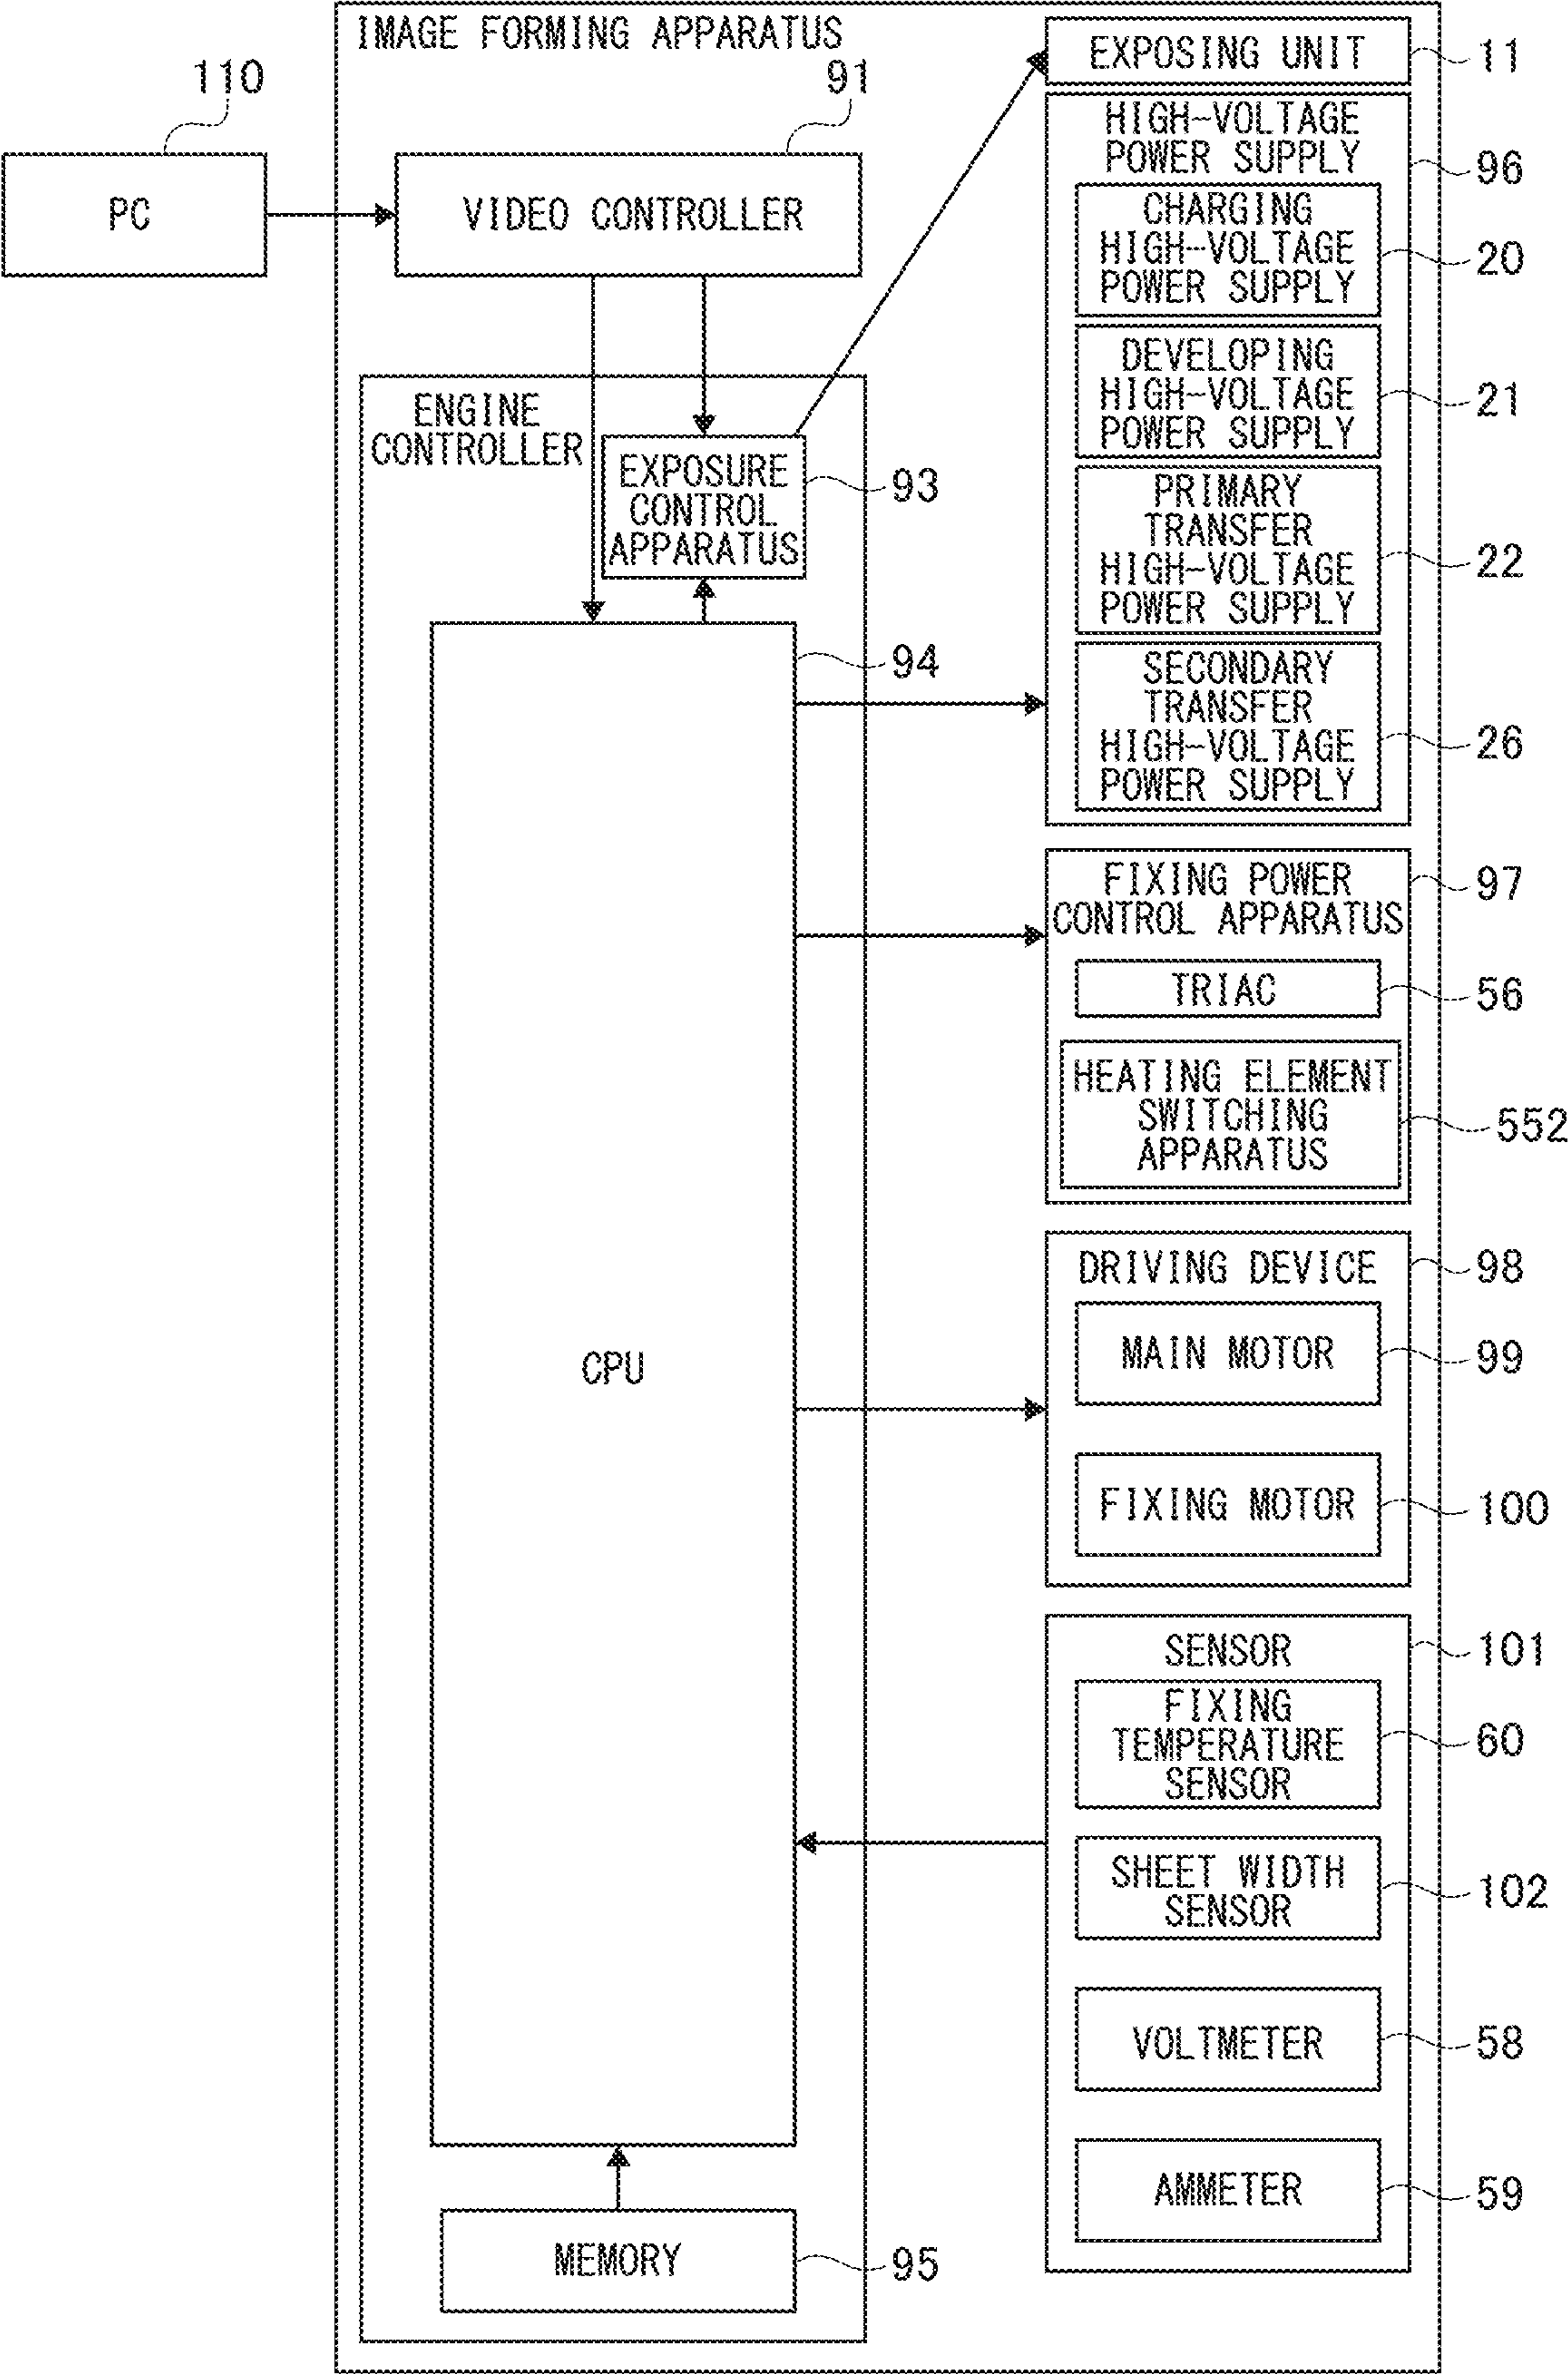 IMAGE FORMING APPARATUS
110
PC
91
VIDEO CONTROLLER
ENGINE
CONTROLLER
EXPOSURE
CONTROL
APPARATUS
93
94
CPU
MEMORY
95
EXPOSING UNIT
11
HIGH-VOLTAGE
POWER SUPPLY
96
CHARGING
HIGH-VOLTAGE
POWER SUPPLY
20
DEVELOPING
HIGH-VOLTAGE
POWER SUPPLY
21
PRIMARY
TRANSFER
HIGH-VOLTAGE
POWER SUPPLY
22
SECONDARY
TRANSFER
HIGH-VOLTAGE
POWER SUPPLY
26
FIXING POWER
CONTROL APPARATUS
97
TRIAC
56
HEATING ELEMENT
SWITCHING
APPARATUS
552
DRIVING DEVICE
98
MAIN MOTOR
99
FIXING MOTOR
100
SENSOR
101
FIXING
TEMPERATURE
SENSOR
60
SHEET WIDTH
SENSOR
102
VOLTMETER
58
AMMETER
59